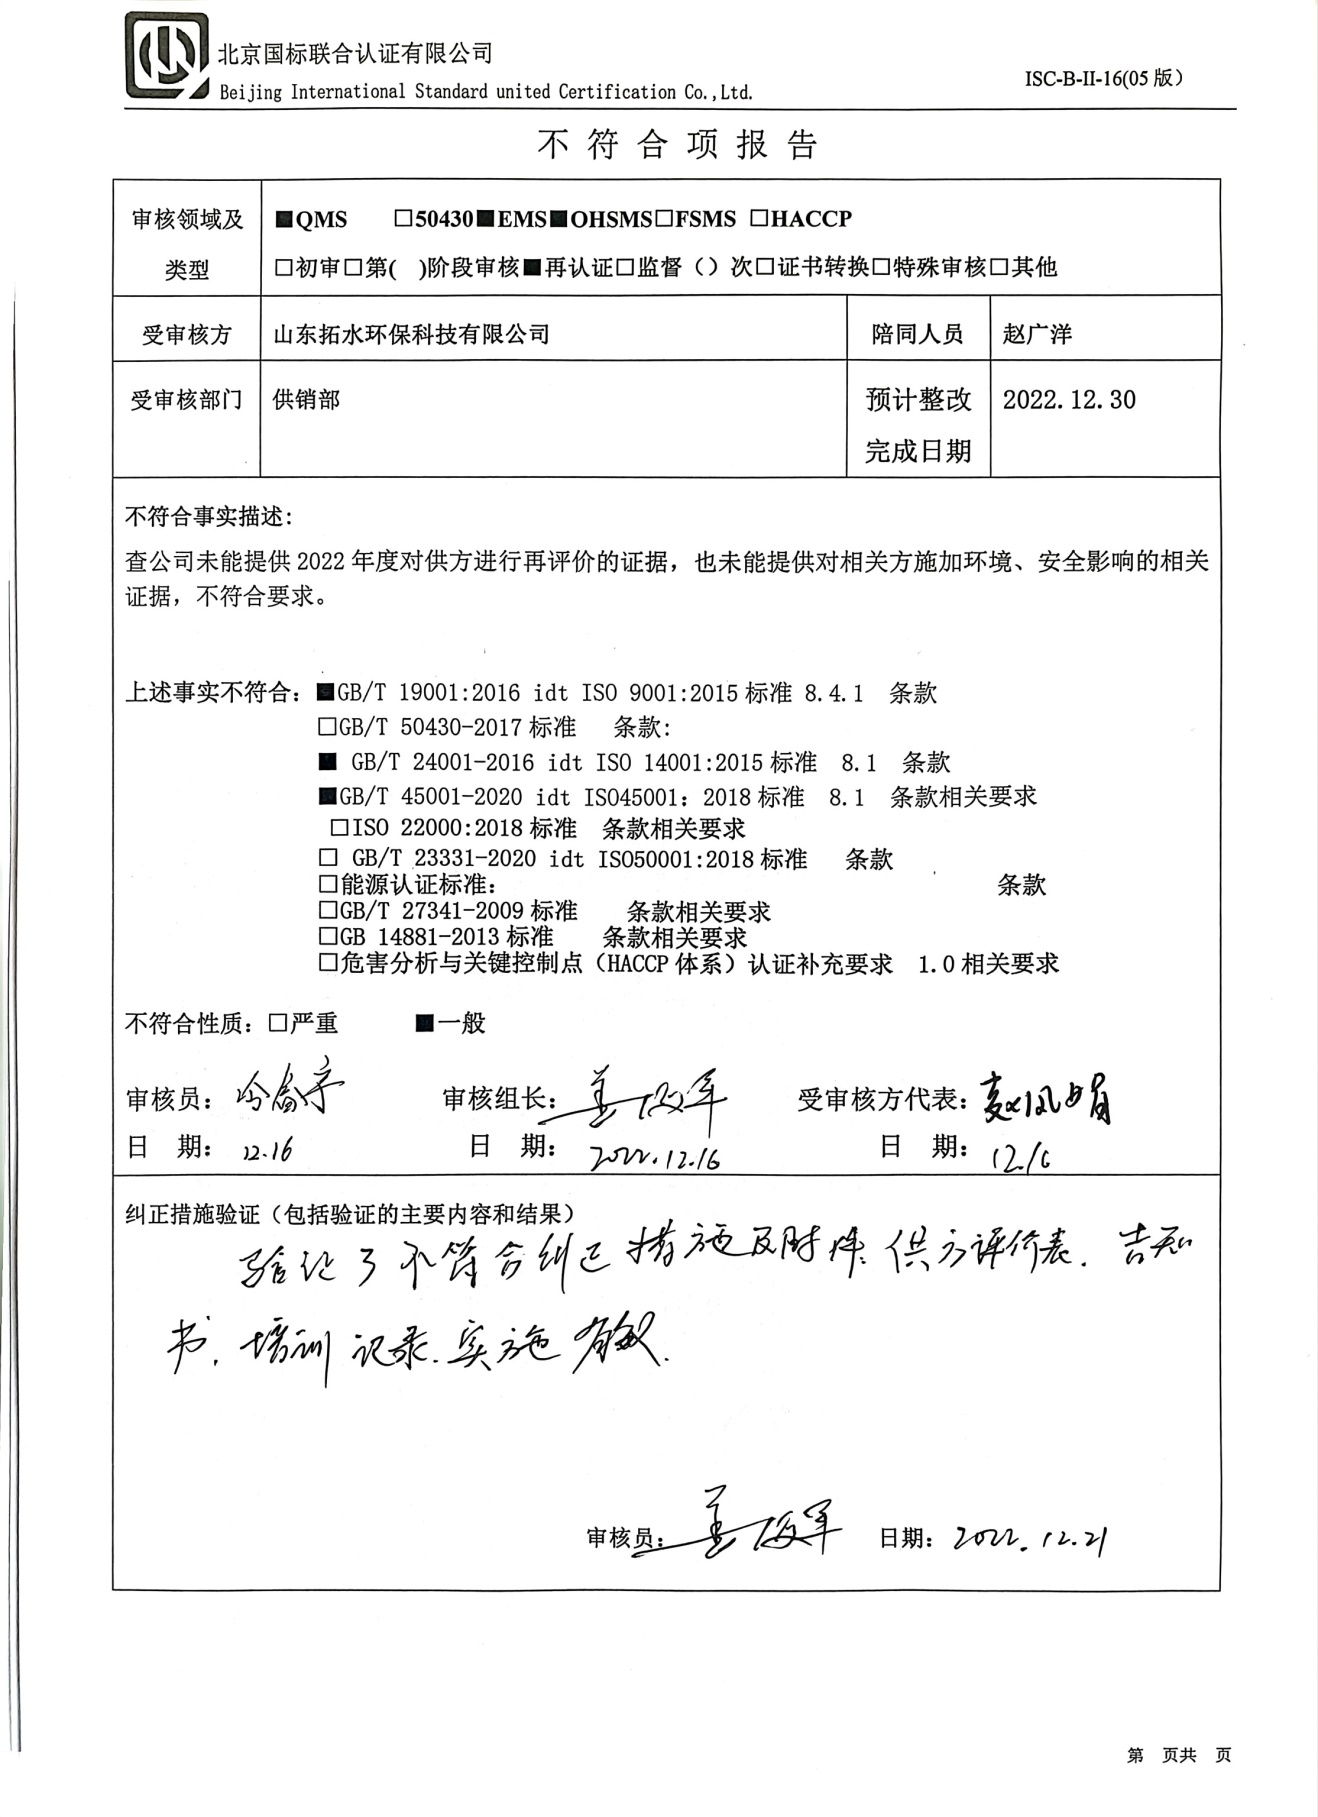 北京国标联合认证有限公司
Beijing International Standard united Certification Co.,Ltd.
ISC-B-II-16(05 版)
不 符 合 项 报 告
审核领域及类型
■QMS □50430■EMS■OHSMS□FSMS □HACCP
□初审□第( )阶段审核■再认证□监督（）次□证书转换□特殊审核□其他
受审核方 山东拓水环保科技有限公司 陪同人员 赵广洋
受审核部门 供销部 预计整改完成日期 2022.12.30
不符合事实描述:
查公司未能提供 2022 年度对供方进行再评价的证据，也未能提供对相关方施加环境、安全影响的相关
证据，不符合要求。
上述事实不符合：■GB/T 19001:2016 idt ISO 9001:2015 标准 8.4.1 条款
□GB/T 50430-2017 标准 条款:
■ GB/T 24001-2016 idt ISO 14001:2015 标准 8.1 条款
■GB/T 45001-2020 idt ISO45001：2018 标准 8.1 条款相关要求
□ISO 22000:2018 标准 条款相关要求
□ GB/T 23331-2020 idt ISO50001:2018 标准 条款
□能源认证标准： 条款
□GB/T 27341-2009 标准 条款相关要求
□GB 14881-2013 标准 条款相关要求
□危害分析与关键控制点（HACCP 体系）认证补充要求 1.0 相关要求
不符合性质：□严重 ■一般
审核员： 审核组长： 受审核方代表：
日 期：12.16 日 期：2022.12.16 日 期：12.16
纠正措施验证（包括验证的主要内容和结果）
验证了不符合纠正措施及附件、供方评价表、告知
书、培训记录、实施有效.
审核员： 日期：2022.12.21
第 页共 页